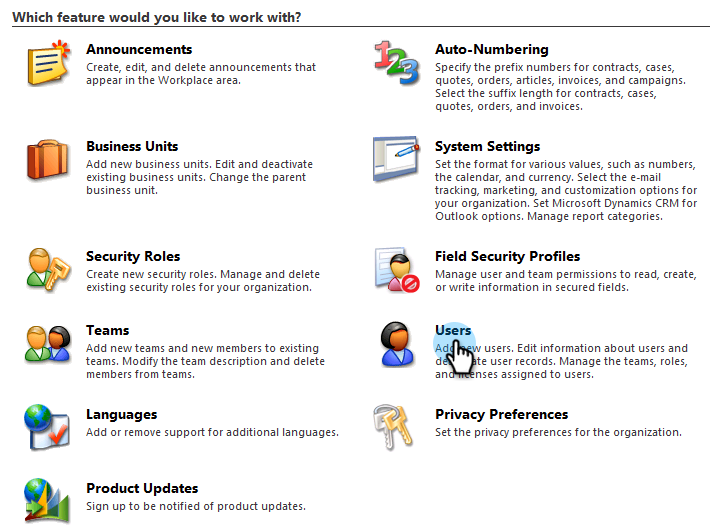 Which feature would you like to work with?
Announcements
Create, edit, and delete announcements that
appear in the Workplace area.
Auto-Numbering
Specify the prefix numbers for contracts, cases,
quotes, orders, articles, invoices, and campaigns.
Select the suffix length for contracts, cases,
quotes, orders, and invoices.
Business Units
Add new business units. Edit and deactivate
existing business units. Change the parent
business unit.
System Settings
Set the format for various values, such as numbers,
the calendar, and currency. Select the e-mail
tracking, marketing, and customization options for
your organization. Set Microsoft Dynamics CRM for
Outlook options. Manage report categories.
Security Roles
Create new security roles. Manage and delete
existing security roles for your organization.
Field Security Profiles
Manage user and team permissions to read, create,
or write information in secured fields.
Teams
Add new teams and new members to existing
teams. Modify the team description and delete
members from teams.
Users
Add new users. Edit information about users and
user records. Manage the teams, roles,
and licenses assigned to users.
Languages
Add or remove support for additional languages.
Privacy Preferences
Set the privacy preferences for the organization.
Product Updates
Sign up to be notified of product updates.